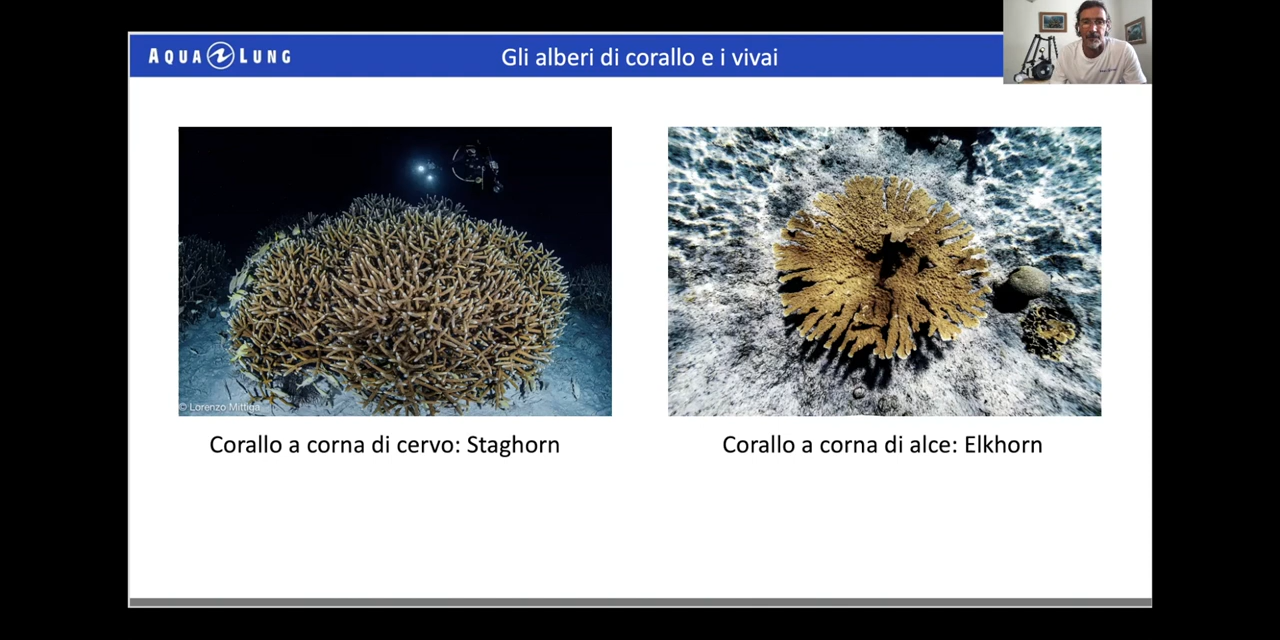 AQUA LUNG
Gli alberi di corallo e i vivai
© Lorenzo Mittiga
Corallo a corna di cervo: Staghorn
Corallo a corna di alce: Elkhorn